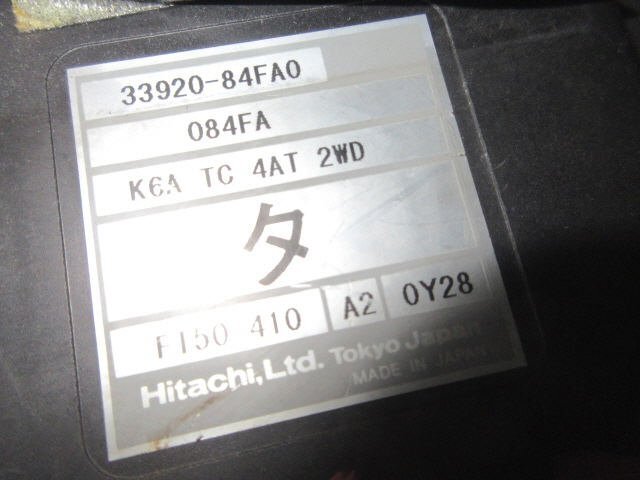 33920-84FA0
084FA
K6A TC 4AT 2WD
タ
F150 410 A2 0Y28
Hitachi,Ltd. Tokyo Japan
MADE IN JAPAN